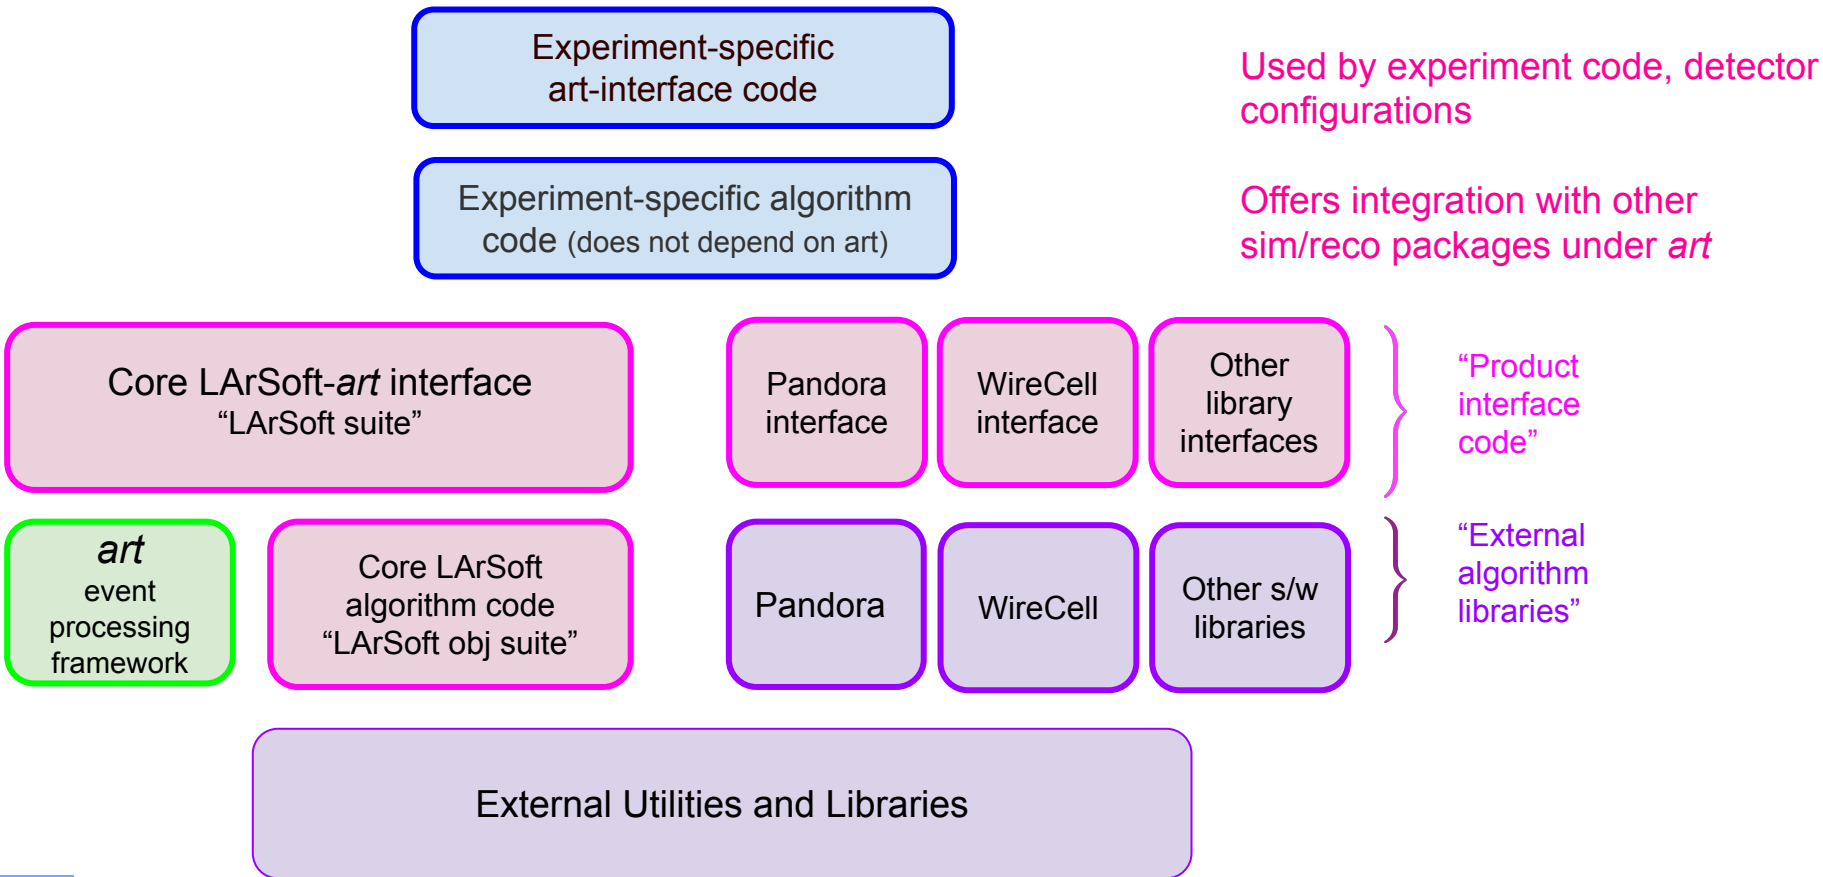 Experiment-specific
art-interface code
Used by experiment code, detector
configurations
Experiment-specific algorithm
code (does not depend on art)
Offers integration with other
sim/reco packages under art
Core LArSoft-art interface
“LArSoft suite”
Pandora
interface
WireCell
interface
Other
library
interfaces
“Product
interface
code”
art
event
processing
framework
Core LArSoft
algorithm code
“LArSoft obj suite”
Pandora
WireCell
Other s/w
libraries
“External
algorithm
libraries”
External Utilities and Libraries